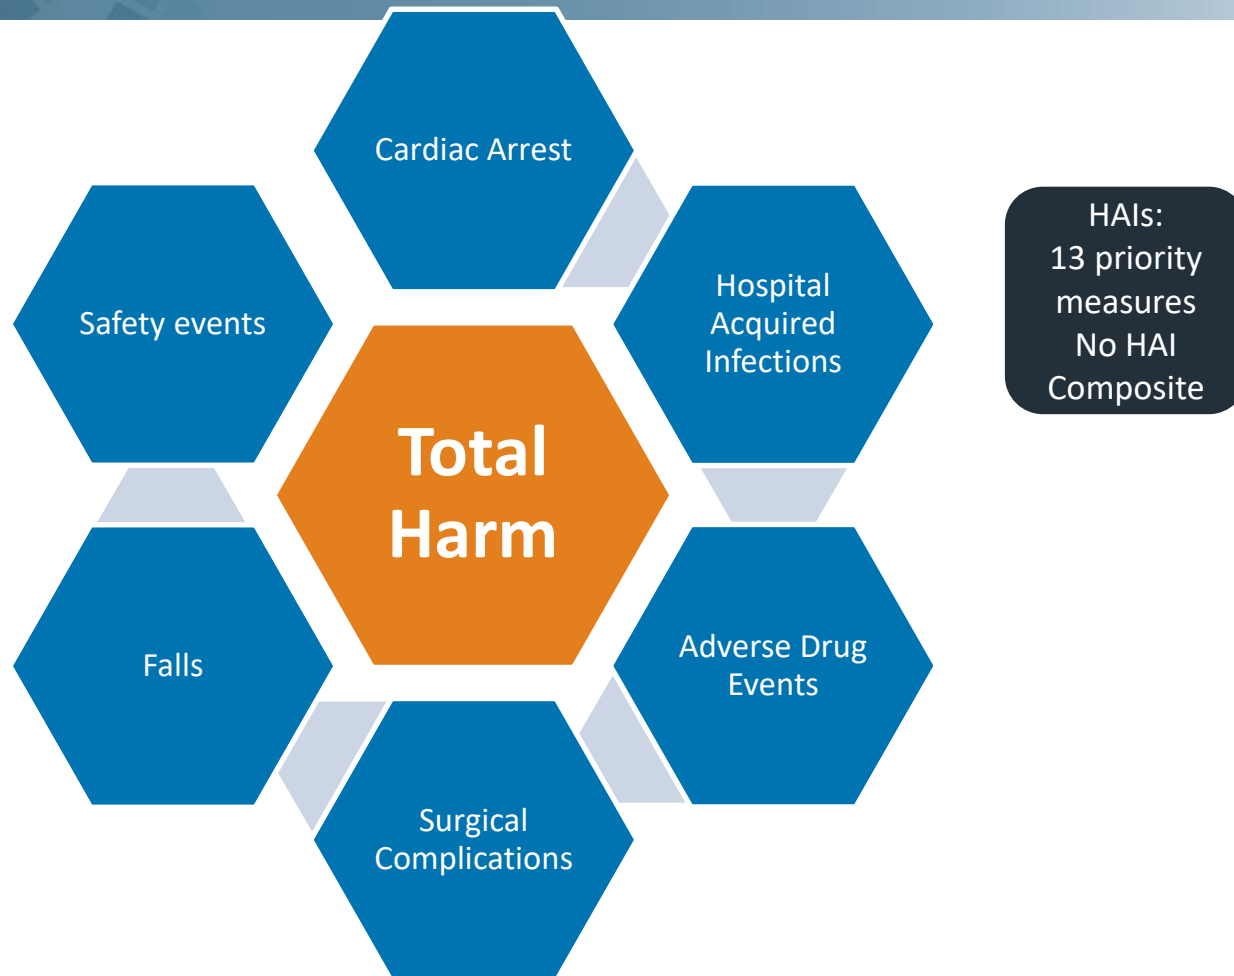 Cardiac Arrest
Safety events
Hospital
Acquired
Infections
HAIs:
13 priority
measures
No HAI
Composite
Total
Harm
Falls
Adverse Drug
Events
Surgical
Complications